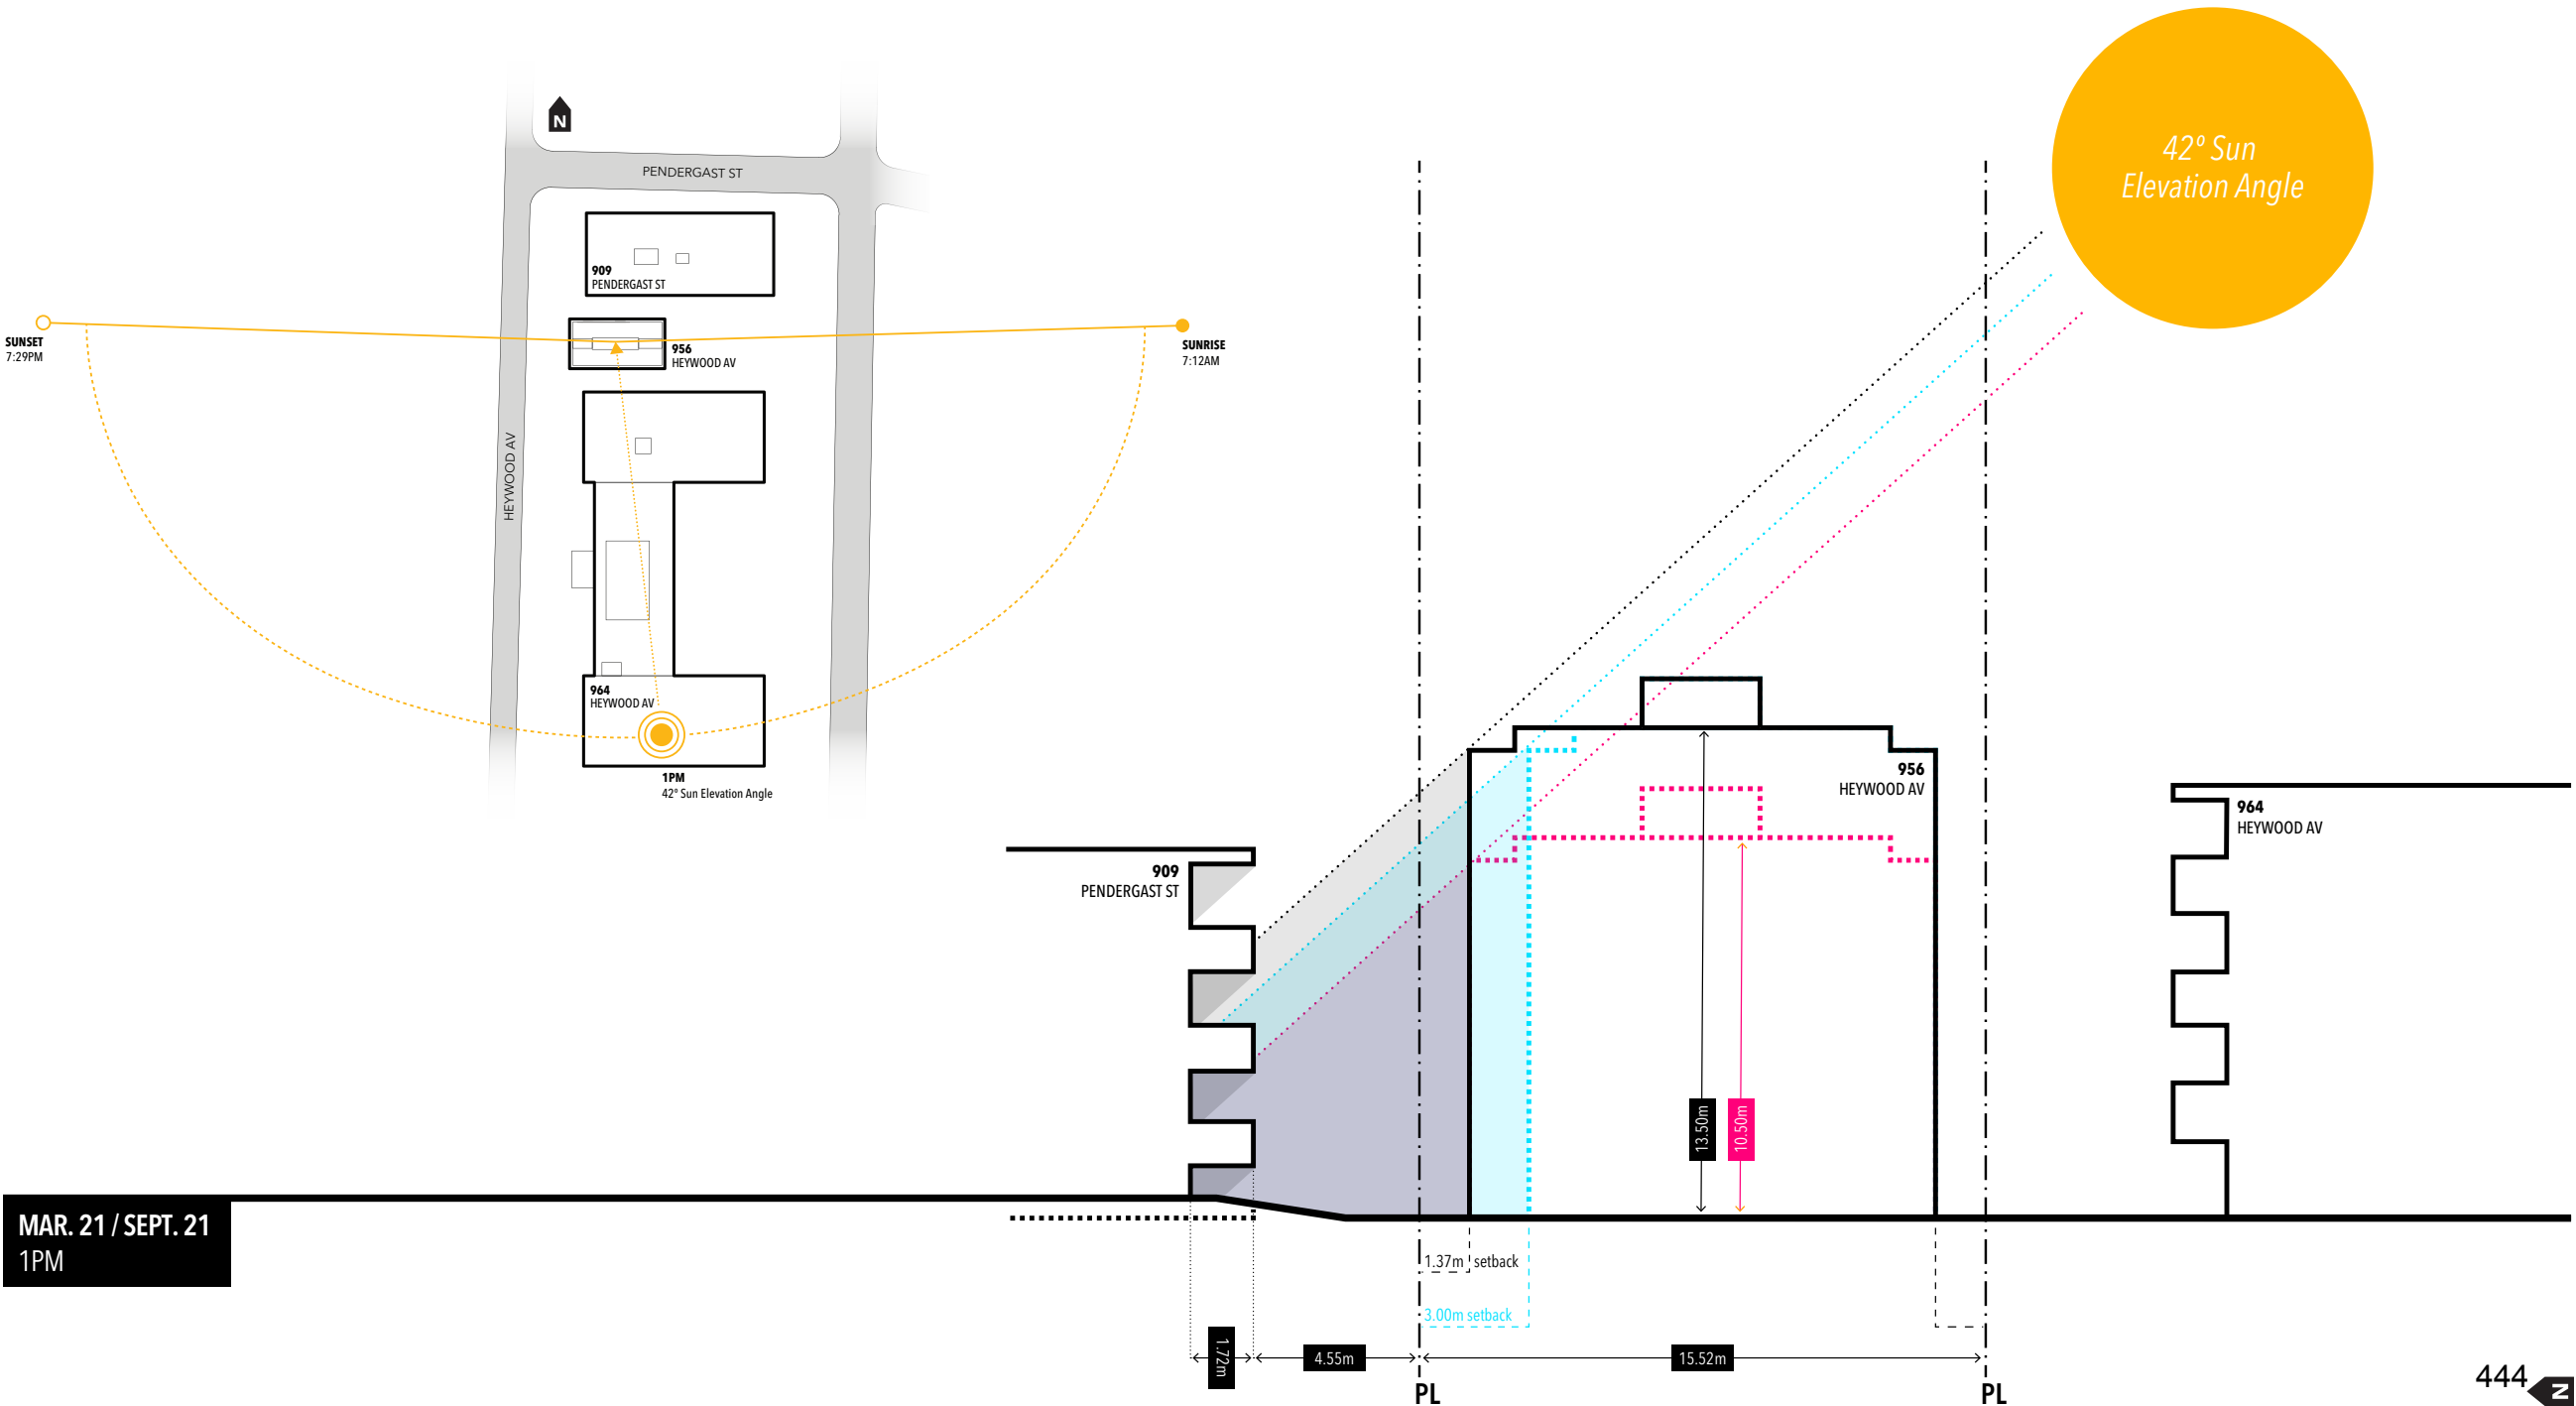 N
PENDERGAST ST
909
PENDERGAST ST
SUNSET
7:29PM
956
HEYWOOD AV
SUNRISE
7:12AM
HEYWOOD AV
964
HEYWOOD AV
1PM
42º Sun Elevation Angle
42º Sun
Elevation Angle
909
PENDERGAST ST
956
HEYWOOD AV
964
HEYWOOD AV
13.50m
10.50m
MAR. 21 / SEPT. 21
1PM
1.37m setback
3.00m setback
1.72m
4.55m
15.52m
PL
PL
444
N